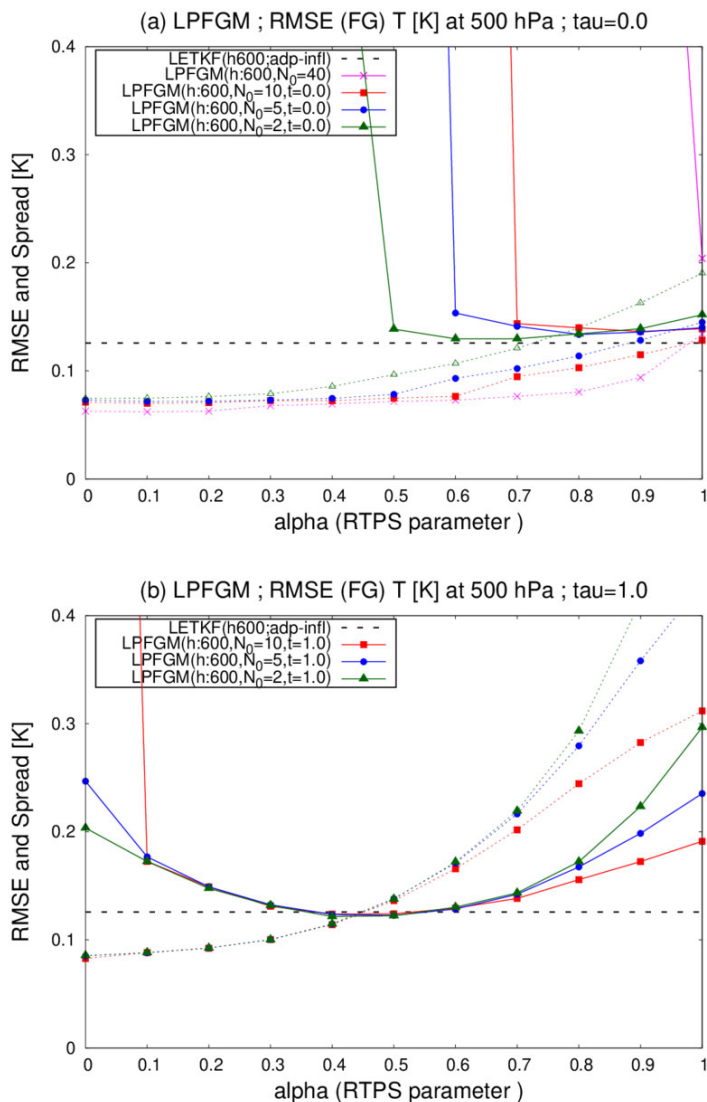 (a) LPFGM ; RMSE (FG) T [K] at 500 hPa ; tau=0.0
LETKF(h600;adp-infl)
LPFGM(h:600,N0=40)
LPFGM(h:600,N0=10,t=0.0)
LPFGM(h:600,N0=5,t=0.0)
LPFGM(h:600,N0=2,t=0.0)
RMSE and Spread [K]
0.4
0.3
0.2
0.1
0
0 0.1 0.2 0.3 0.4 0.5 0.6 0.7 0.8 0.9 1
alpha (RTPS parameter )
(b) LPFGM ; RMSE (FG) T [K] at 500 hPa ; tau=1.0
LETKF(h600;adp-infl)
LPFGM(h:600,N0=10,t=1.0)
LPFGM(h:600,N0=5,t=1.0)
LPFGM(h:600,N0=2,t=1.0)
RMSE and Spread [K]
0.4
0.3
0.2
0.1
0
0 0.1 0.2 0.3 0.4 0.5 0.6 0.7 0.8 0.9 1
alpha (RTPS parameter )